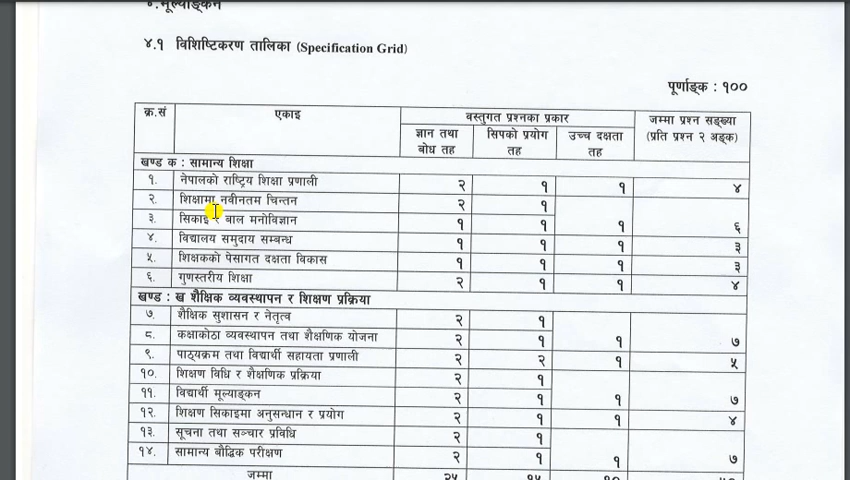 ४.मूल्याङ्कन
४.१ विशिष्टिकरण तालिका (Specification Grid)
पूर्णाङ्क : १००
क्र.सं एकाइ वस्तुगत प्रश्नका प्रकार जम्मा प्रश्न सङ्ख्या
ज्ञान तथा सिपको प्रयोग उच्च दक्षता (प्रति प्रश्न २ अङ्क)
बोध तह तह तह
खण्ड क : सामान्य शिक्षा
१. नेपालको राष्ट्रिय शिक्षा प्रणाली २ १ १ ४
२. शिक्षामा नवीनतम चिन्तन २ १
३. सिकाइ र बाल मनोविज्ञान १ १ १ ६
४. विद्यालय समुदाय सम्बन्ध १ १ १ ३
५. शिक्षकको पेसागत दक्षता विकास १ १ १ ३
६. गुणस्तरीय शिक्षा २ १ १ ४
खण्ड : ख शैक्षिक व्यवस्थापन र शिक्षण प्रक्रिया
७. शैक्षिक सुशासन र नेतृत्व २ १
८. कक्षाकोठा व्यवस्थापन तथा शैक्षणिक योजना २ १ १ ७
९. पाठ्यक्रम तथा विद्यार्थी सहायता प्रणाली २ २ १ ५
१०. शिक्षण विधि र शैक्षणिक प्रक्रिया २ १
११. विद्यार्थी मूल्याङ्कन २ १ १ ७
१२. शिक्षण सिकाइमा अनुसन्धान र प्रयोग २ १ १ ४
१३. सूचना तथा सञ्चार प्रविधि २ १
१४. सामान्य बौद्धिक परीक्षण २ १ १ ७
जम्मा २५ १५ १० ५०